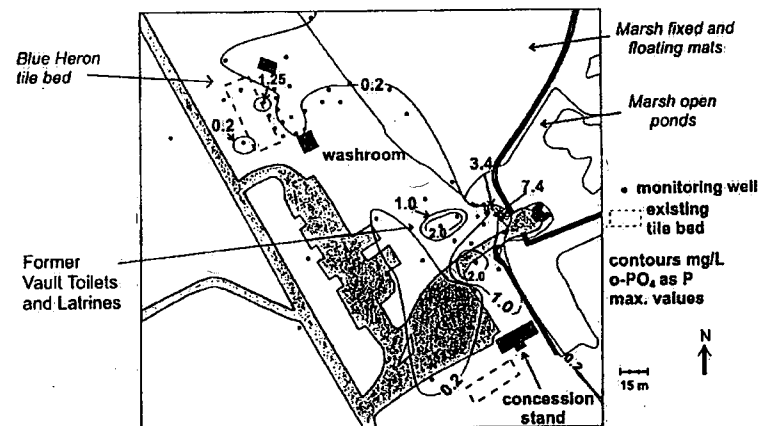 Blue Heron
tile bed
1.25
0.2
0.2
washroom
Marsh fixed and
floating mats
Marsh open
ponds
3.4
7.4
1.0
2.0
2.0
1.0
monitoring well
existing
tile bed
contours mg/L
o-PO₄ as P
max. values
Former
Vault Toilets
and Latrines
0.2
0.2
concession
stand
N
15 m